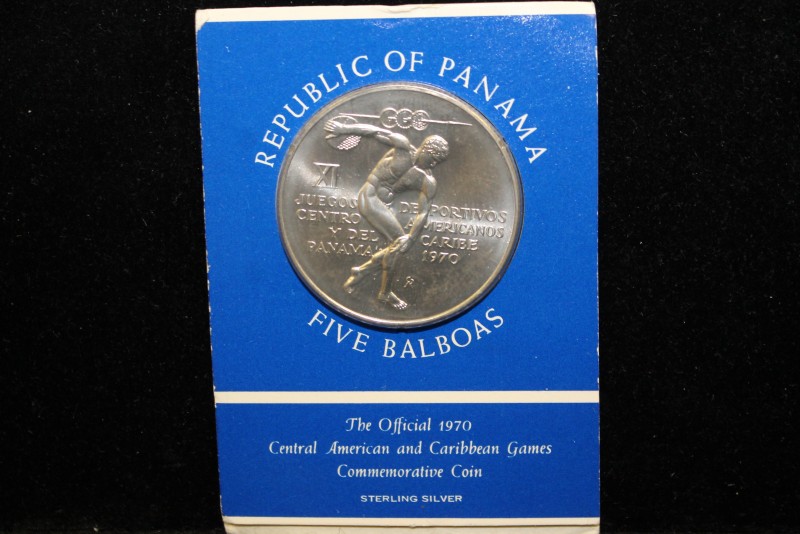 REPUBLIC OF PANAMA
XI
JUEGOS DEPORTIVOS
CENTRO AMERICANOS
Y DEL CARIBE
PANAMA 1970
FIVE BALBOAS
The Official 1970
Central American and Caribbean Games
Commemorative Coin
STERLING SILVER